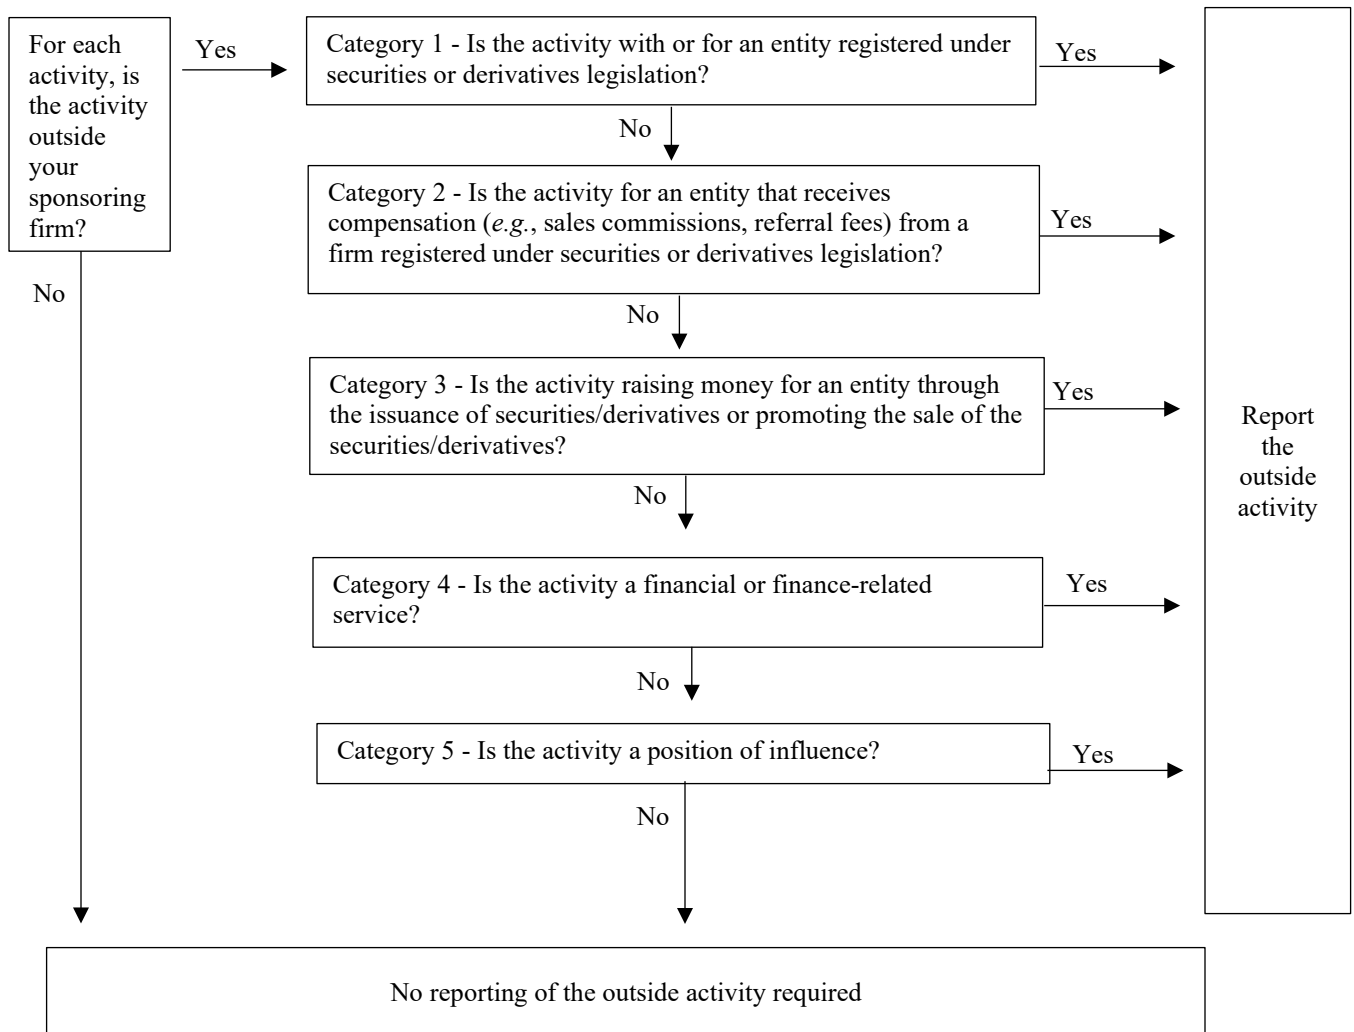 For each
activity, is
the activity
outside
your
sponsoring
firm?
Yes
Category 1 - Is the activity with or for an entity registered under
securities or derivatives legislation?
Yes
No
Category 2 - Is the activity for an entity that receives
compensation (e.g., sales commissions, referral fees) from a
firm registered under securities or derivatives legislation?
Yes
No
No
Category 3 - Is the activity raising money for an entity through
the issuance of securities/derivatives or promoting the sale of the
securities/derivatives?
Yes
Report
the
outside
activity
No
Category 4 - Is the activity a financial or finance-related
service?
Yes
No
Category 5 - Is the activity a position of influence?
Yes
No
No reporting of the outside activity required